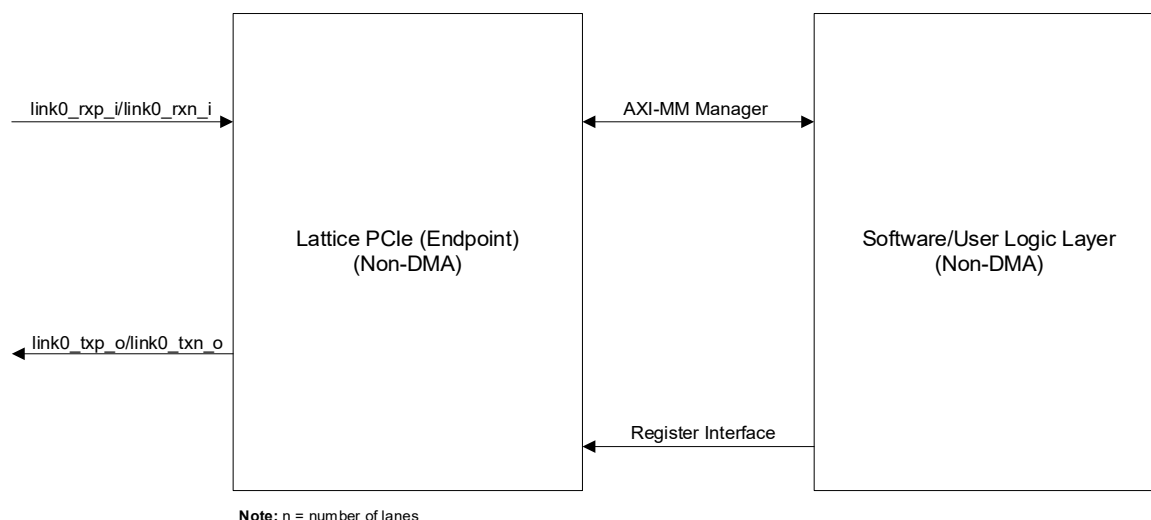 link0_rxp_i/link0_rxn_i
AXI-MM Manager
Lattice PCIe (Endpoint)
(Non-DMA)
Software/User Logic Layer
(Non-DMA)
link0_txp_o/link0_txn_o
Register Interface
Note: n = number of lanes